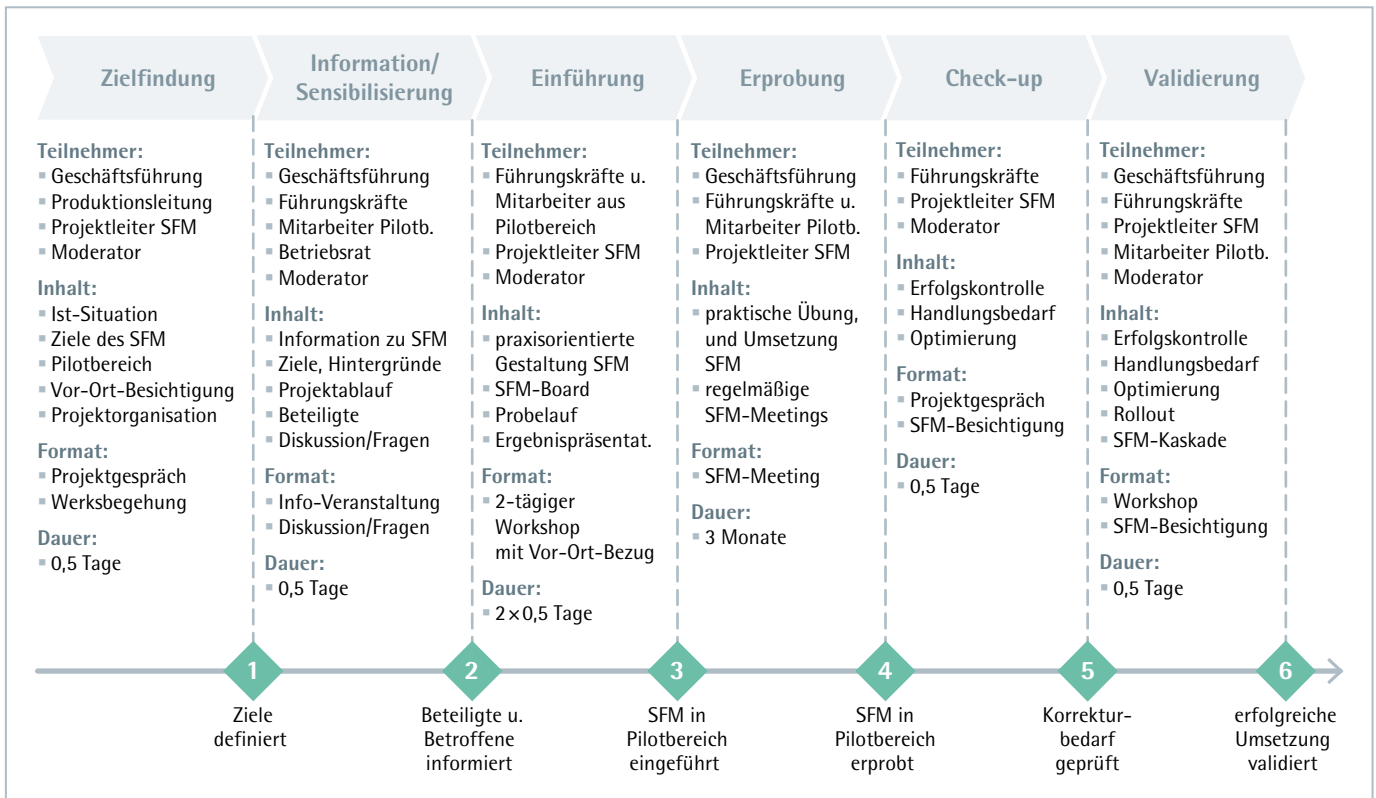 Zielfindung
Information/
Sensibilisierung
Einführung
Erprobung
Check-up
Validierung
Teilnehmer:
▪ Geschäftsführung
▪ Produktionsleitung
▪ Projektleiter SFM
▪ Moderator
Inhalt:
▪ Ist-Situation
▪ Ziele des SFM
▪ Pilotbereich
▪ Vor-Ort-Besichtigung
▪ Projektorganisation
Format:
▪ Projektgespräch
▪ Werksbegehung
Dauer:
▪ 0,5 Tage
Teilnehmer:
▪ Geschäftsführung
▪ Führungskräfte
▪ Mitarbeiter Pilotb.
▪ Betriebsrat
▪ Moderator
Inhalt:
▪ Information zu SFM
▪ Ziele, Hintergründe
▪ Projektablauf
▪ Beteiligte
▪ Diskussion/Fragen
Format:
▪ Info-Veranstaltung
▪ Diskussion/Fragen
Dauer:
▪ 0,5 Tage
Teilnehmer:
▪ Führungskräfte u.
Mitarbeiter aus
Pilotbereich
▪ Projektleiter SFM
▪ Moderator
Inhalt:
▪ praxisorientierte
Gestaltung SFM
▪ SFM-Board
▪ Probelauf
▪ Ergebnispräsentat.
Format:
▪ 2-tägiger
Workshop
mit Vor-Ort-Bezug
Dauer:
▪ 2×0,5 Tage
Teilnehmer:
▪ Geschäftsführung
▪ Führungskräfte u.
Mitarbeiter Pilotb.
▪ Projektleiter SFM
Inhalt:
▪ praktische Übung,
und Umsetzung
SFM
▪ regelmäßige
SFM-Meetings
Format:
▪ SFM-Meeting
Dauer:
▪ 3 Monate
Teilnehmer:
▪ Führungskräfte
▪ Projektleiter SFM
▪ Moderator
Inhalt:
▪ Erfolgskontrolle
▪ Handlungsbedarf
▪ Optimierung
Format:
▪ Projektgespräch
▪ SFM-Besichtigung
Dauer:
▪ 0,5 Tage
Teilnehmer:
▪ Geschäftsführung
▪ Führungskräfte
▪ Projektleiter SFM
▪ Mitarbeiter Pilotb.
▪ Moderator
Inhalt:
▪ Erfolgskontrolle
▪ Handlungsbedarf
▪ Optimierung
▪ Rollout
▪ SFM-Kaskade
Format:
▪ Workshop
▪ SFM-Besichtigung
Dauer:
▪ 0,5 Tage
1
Ziele
definiert
2
Beteiligte u.
Betroffene
informiert
3
SFM in
Pilotbereich
eingeführt
4
SFM in
Pilotbereich
erprobt
5
Korrektur-
bedarf
geprüft
6
erfolgreiche
Umsetzung
validiert